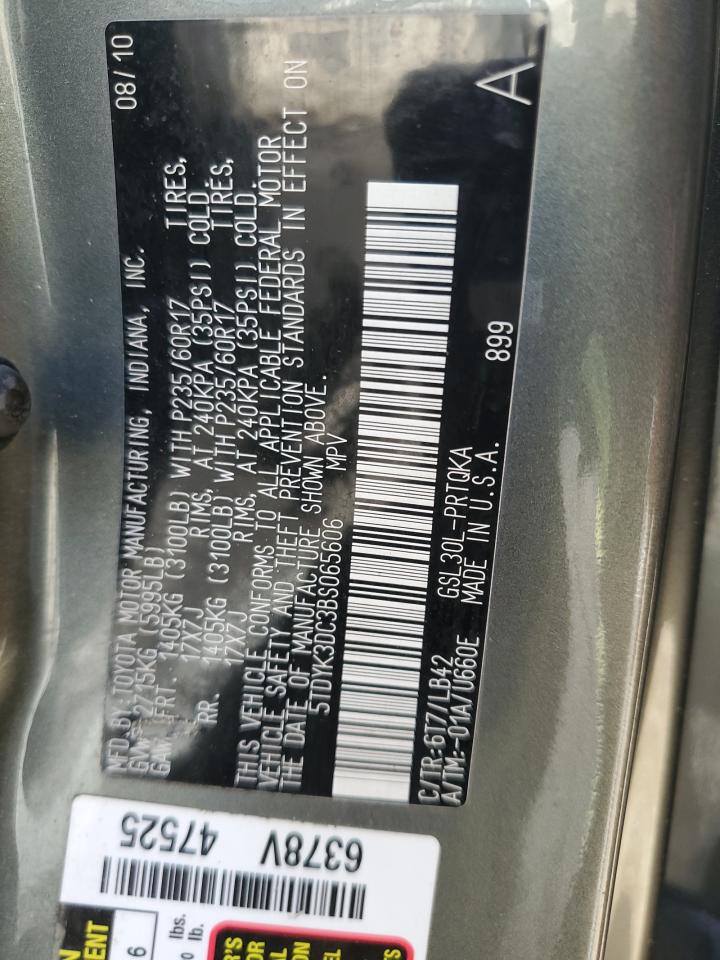 MFD.BY TOYOTA MOTOR MANUFACTURING, INDIANA, INC. 08/10
2715KG (5995LB)
FRT. 1405KG (3100LB) WITH P235/60R17 TIRES,
17X7J RIMS, AT 240KPA (35PSI) COLD.
RR. 1405KG (3100LB) WITH P235/60R17 TIRES,
17X7J RIMS, AT 240KPA (35PSI) COLD.
THIS VEHICLE CONFORMS TO ALL APPLICABLE FEDERAL MOTOR
VEHICLE SAFETY AND THEFT PREVENTION STANDARDS IN EFFECT ON
THE DATE OF MANUFACTURE SHOWN ABOVE.
5TDYK3DC3BS065606 MPV
C/TR:6T7/LB42 GSL30L-PRTQKA
A/TM:-01A/U660E MADE IN U.S.A. 899 A
6378V 47525
6
lbs.
lb.